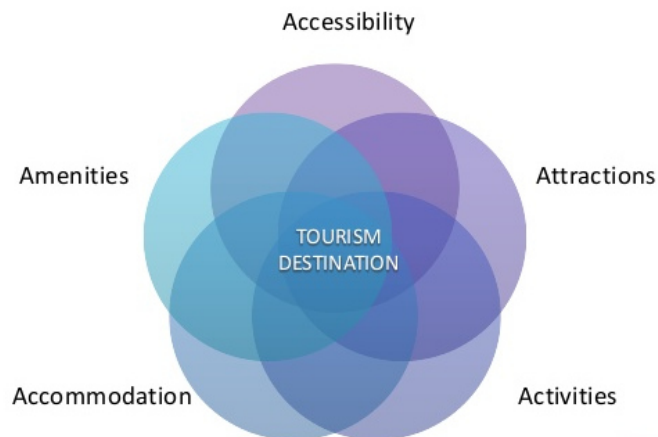 Accessibility
Amenities
Attractions
TOURISM
DESTINATION
Accommodation
Activities